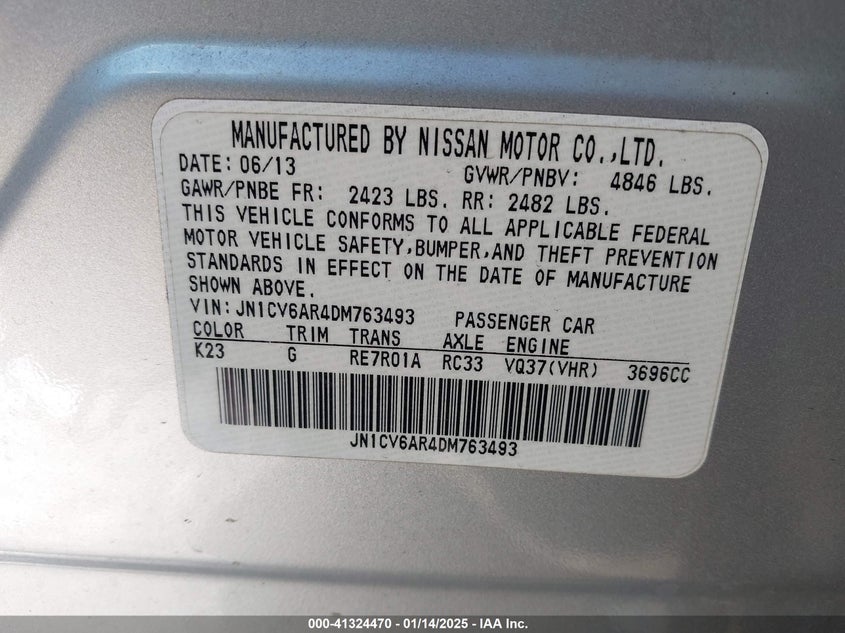 MANUFACTURED BY NISSAN MOTOR CO.,LTD.
DATE: 06/13 GVWR/PNBV: 4846 LBS.
GAWR/PNBE FR: 2423 LBS. RR: 2482 LBS.
THIS VEHICLE CONFORMS TO ALL APPLICABLE FEDERAL
MOTOR VEHICLE SAFETY,BUMPER,AND THEFT PREVENTION
STANDARDS IN EFFECT ON THE DATE OF MANUFACTURE
SHOWN ABOVE.
VIN:JN1CV6AR4DM763493 PASSENGER CAR
COLOR TRIM TRANS AXLE ENGINE
K23 G RE7R01A RC33 VQ37(VHR) 3696CC
JN1CV6AR4DM763493
000-41324470 - 01/14/2025 - IAA Inc.